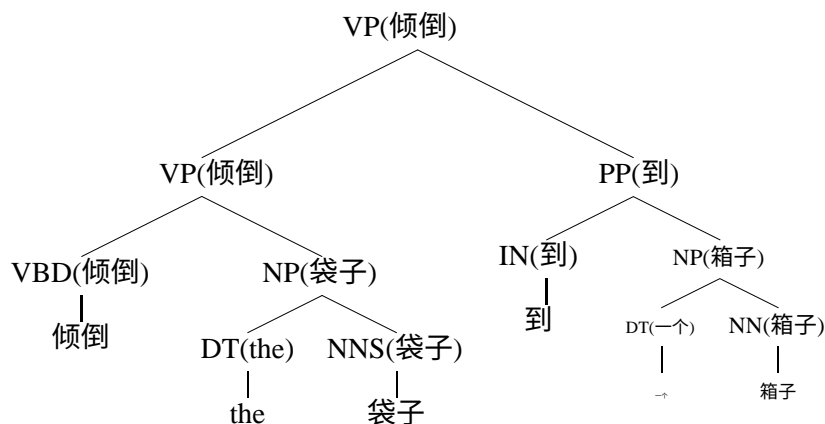 VP(倾倒)
VP(倾倒) PP(到)
VBD(倾倒) NP(袋子) IN(到) NP(箱子)
倾倒 DT(the) NNS(袋子) 到 DT(一个) NN(箱子)
the 袋子 一个 箱子